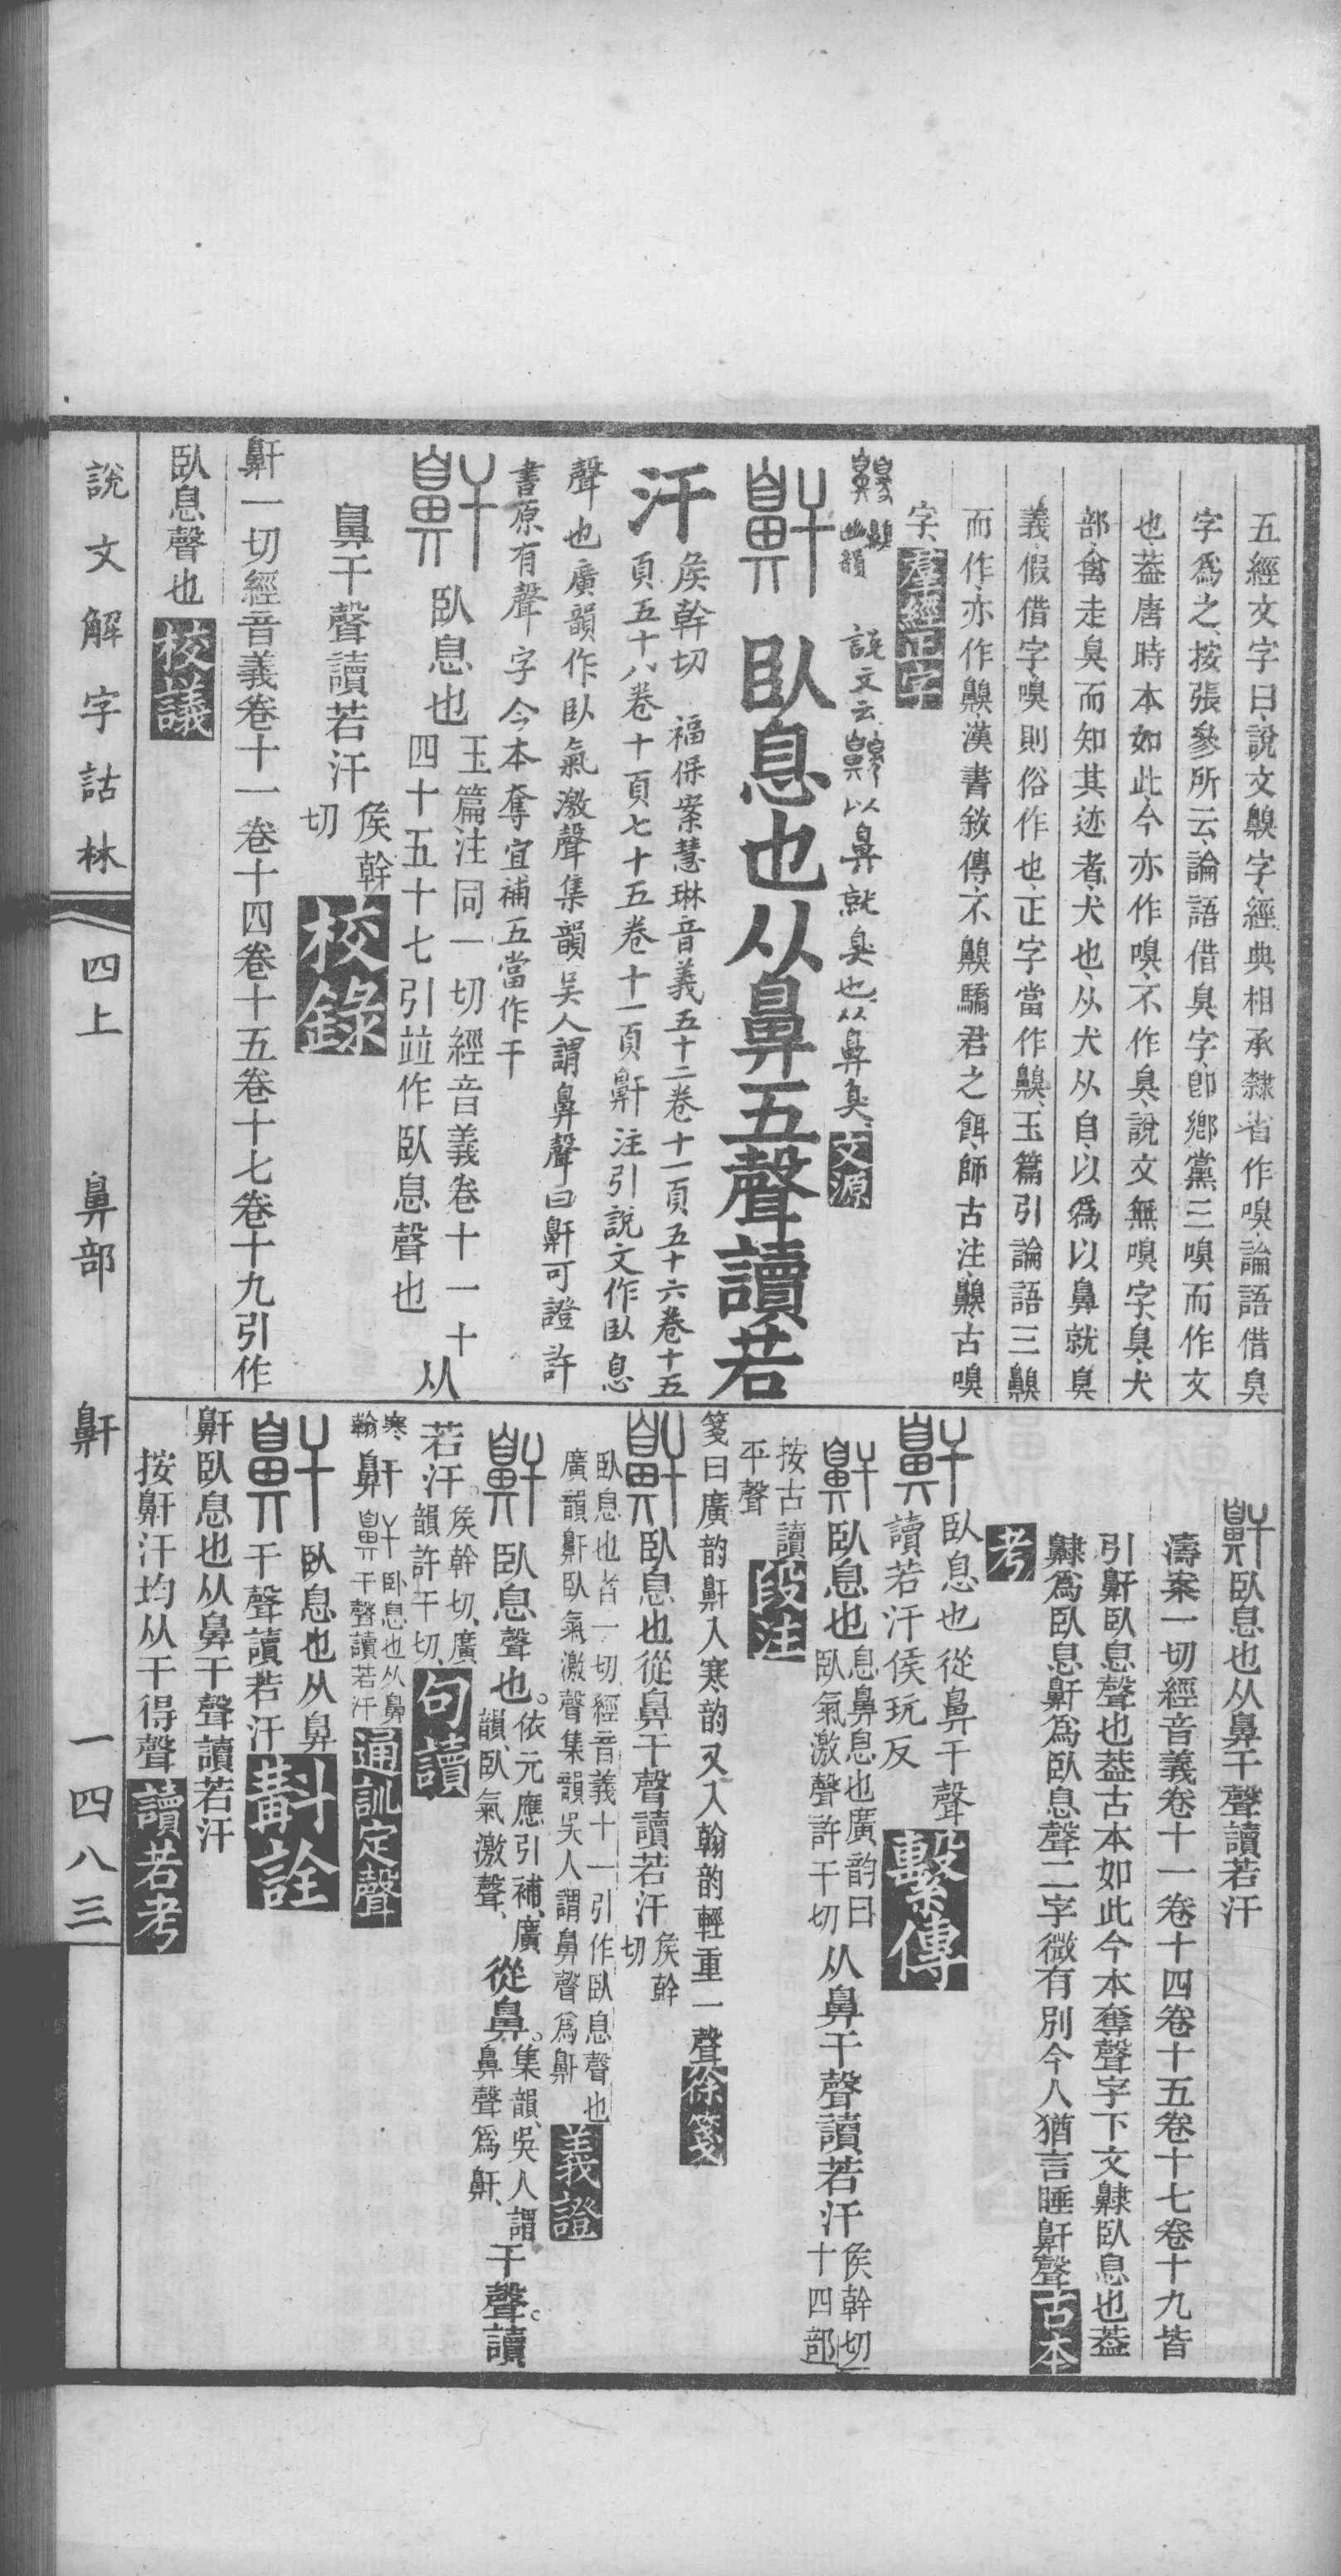 五經文字曰、說文齅字、經典相承隸省作嗅、論語借臭
字爲之、按張參所云、論語借臭字、卽鄉黨三嗅而作文
也、葢唐時本如此、今亦作嗅、不作臭、說文無嗅字、臭、犬
部、禽走臭而知其迹者、犬也、从犬从自、以爲以鼻就臭
義、假借字、嗅則俗作也、正字當作齅、玉篇引論語三齅
而作、亦作齅、漢書敘傳、不齅驕君之餌、師古注、齅古嗅
字、羣經正字
說文云以鼻就臭也、从鼻臭、文源
鼾 臥息也从鼻五聲讀若
汗 矦幹切 福保案慧琳音義五十二卷十一頁五十六卷十五
頁五十八卷十頁七十五卷十一頁鼾注引說文作臥息
聲也廣韻作臥氣激聲集韻吳人謂鼻聲曰鼾可證許
書原有聲字今本奪宜補五當作干
鼾 臥息也 玉篇注同一切經音義卷十一十
四十五十七引並作臥息聲也 从
鼻干聲讀若汗 矦幹
切 校錄
鼾一切經音義卷十一卷十四卷十五卷十七卷十九引作
臥息聲也 校議
鼾臥息也从鼻干聲讀若汗
濤案一切經音義卷十一卷十四卷十五卷十七卷十九皆
引鼾臥息聲也葢古本如此今本奪聲字下文齂臥息也葢
齂爲臥息鼾爲臥息聲二字微有別今人猶言睡鼾聲 古本
考
鼾 臥息也從鼻干聲
讀若汗侯玩反 繫傳
鼾 臥息也 息鼻息也廣韵曰
臥氣激聲許干切 从鼻干聲讀若汗 矦幹切
十四部
按古讀
平聲 段注
箋曰廣韵鼾入寒韵又入翰韵輕重一聲 徐箋
鼾 臥息也從鼻干聲讀若汗 矦幹
切
臥息也者一切經音義十一引作臥息聲也
廣韻鼾臥氣激聲集韻吳人謂鼻聲爲鼾 義證
鼾 臥息聲也。 依元應引補、廣
韻、臥氣激聲、 從鼻。 集韻、吳人謂
鼻聲爲鼾、 干聲。讀
若汗。 矦幹切、廣
韻許干切、 句讀
寒、
翰 鼾 鼾臥息也从鼻
干聲讀若汗 通訓定聲
鼾 臥息也从鼻
干聲讀若汗 斠詮
鼾臥息也从鼻干聲讀若汗
按鼾汗均从干得聲 讀若考
說文解字詁林 四上 鼻部 鼾 一四八三